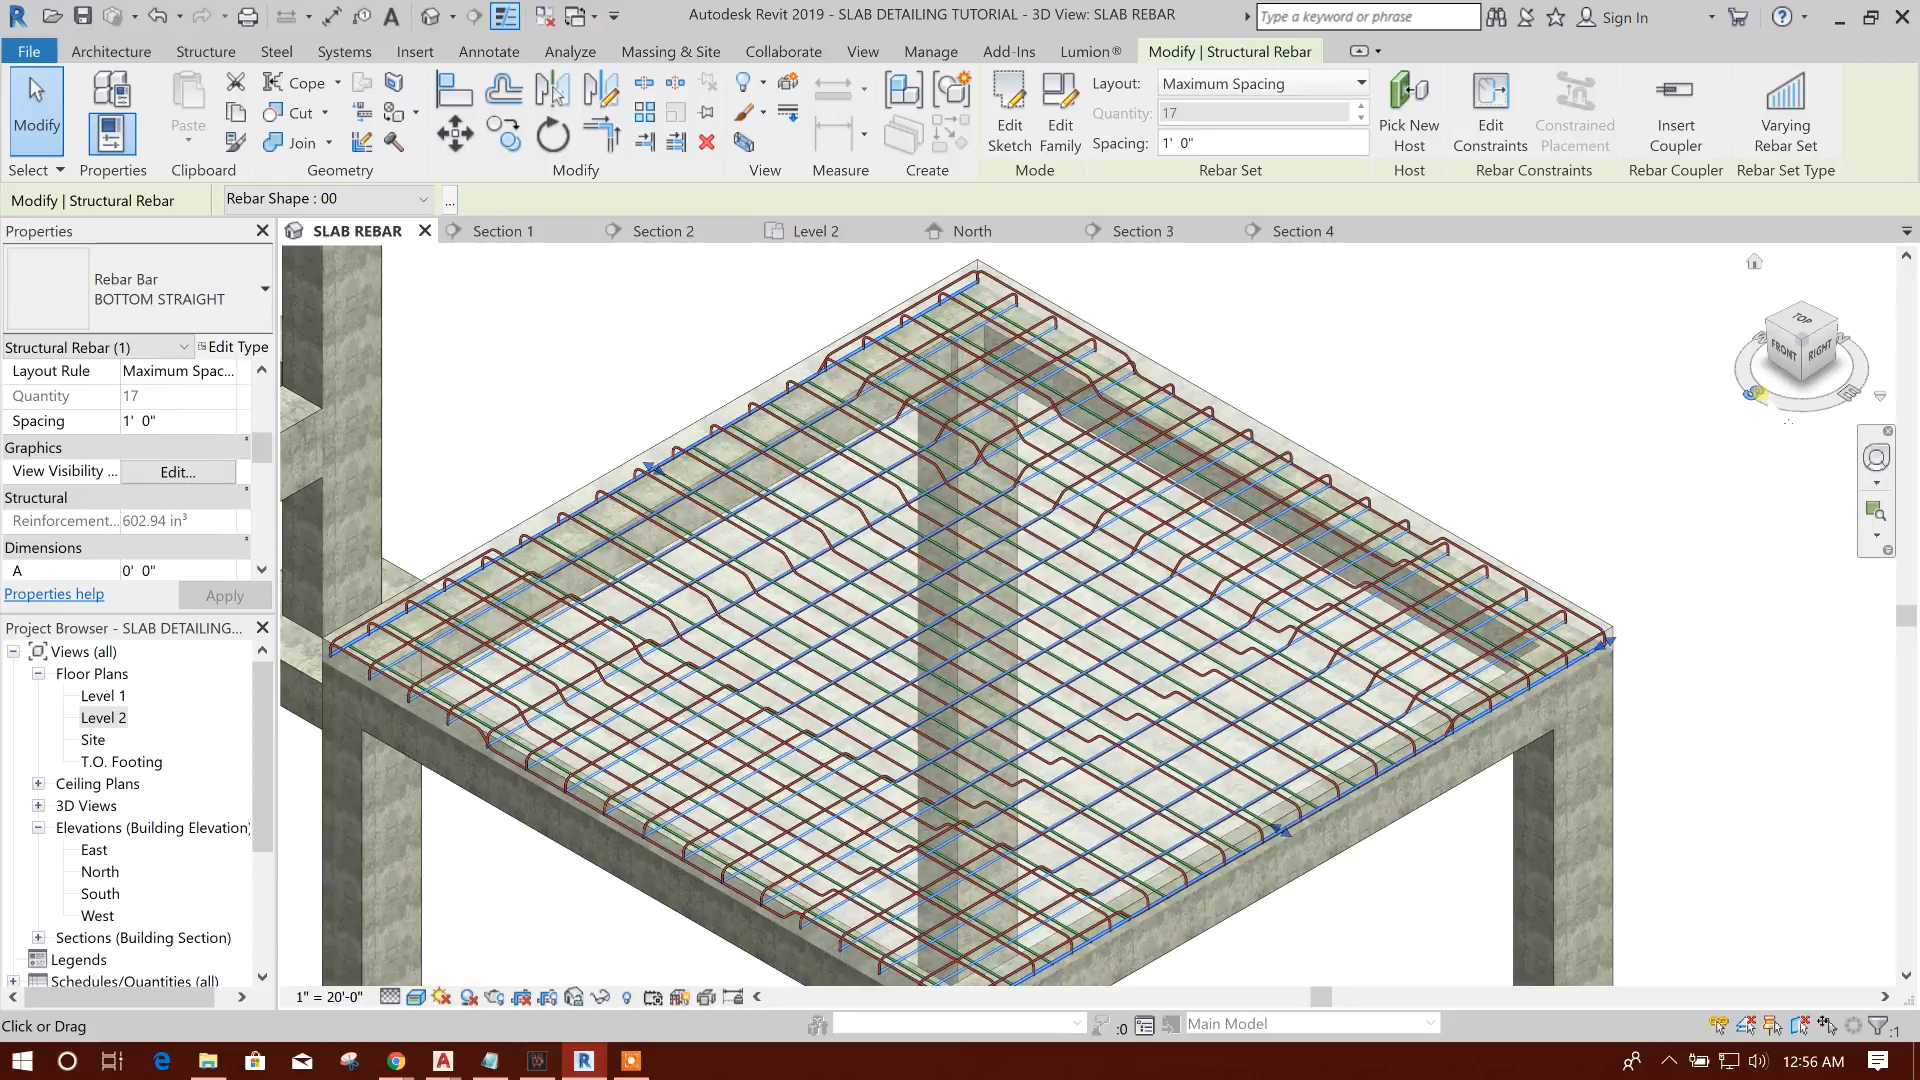 Autodesk Revit 2019 - SLAB DETAILING TUTORIAL - 3D View: SLAB REBAR
Type a keyword or phrase
Sign In
File Architecture Structure Steel Systems Insert Annotate Analyze Massing & Site Collaborate View Manage Add-Ins Lumion® Modify | Structural Rebar
Modify
Paste
Cope
Cut
Join
Edit Sketch
Edit Family
Layout: Maximum Spacing
Quantity: 17
Spacing: 1' 0"
Pick New Host
Edit Constraints
Constrained Placement
Insert Coupler
Varying Rebar Set
Select Properties Clipboard Geometry Modify View Measure Create Mode Rebar Set Host Rebar Constraints Rebar Coupler Rebar Set Type
Modify | Structural Rebar
Rebar Shape : 00
...
Properties
SLAB REBAR Section 1 Section 2 Level 2 North Section 3 Section 4
Rebar Bar
BOTTOM STRAIGHT
Structural Rebar (1)
Edit Type
Layout Rule Maximum Spac...
Quantity 17
Spacing 1' 0"
Graphics
View Visibility ... Edit...
Structural
Reinforcement... 602.94 in³
Dimensions
A 0' 0"
Properties help
Apply
Project Browser - SLAB DETAILING...
Views (all)
Floor Plans
Level 1
Level 2
Site
T.O. Footing
Ceiling Plans
3D Views
Elevations (Building Elevation)
East
North
South
West
Sections (Building Section)
Legends
Schedules/Quantities (all)
TOP
FRONT
RIGHT
S
E
1" = 20'-0"
Click or Drag
:0
Main Model
:1
12:56 AM